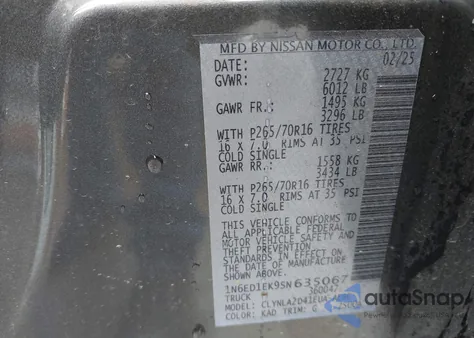 MFD BY NISSAN MOTOR CO., LTD.
DATE: 02/25
GVWR: 2727 KG
6012 LB
GAWR FR.: 1495 KG
3296 LB
WITH P265/70R16 TIRES
16 X 7.0 RIMS AT 35 PSI
COLD SINGLE
GAWR RR.: 1558 KG
3434 LB
WITH P265/70R16 TIRES
16 X 7.0 RIMS AT 35 PSI
COLD SINGLE
THIS VEHICLE CONFORMS TO
ALL APPLICABLE FEDERAL
MOTOR VEHICLE SAFETY AND
THEFT PREVENTION STANDARDS
IN EFFECT ON THE DATE OF
MANUFACTURE SHOWN ABOVE.
1N6ED1EK9SN635067
TRUCK
MODEL:
COLOR: KAD TRIM: G
autoSnap